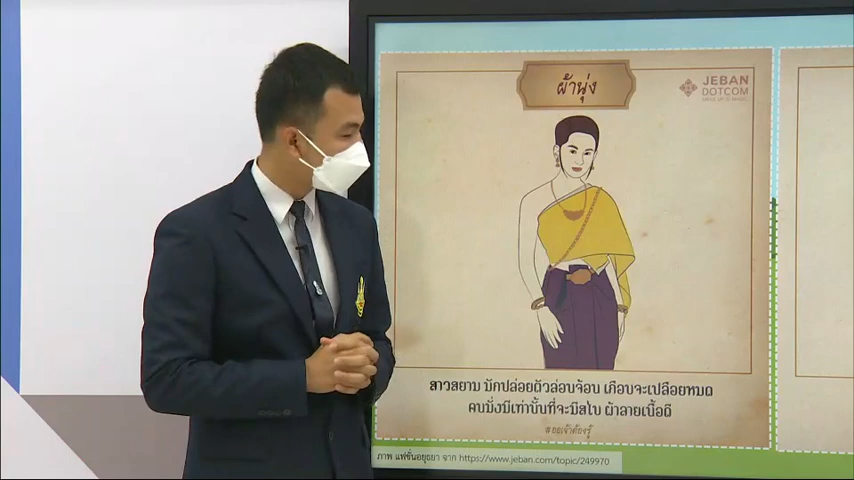 ผ้านุ่ง
JEBAN
DOTCOM
สาวสยาม มักปล่อยตัวล่อนจ้อน เกือบจะเปลือยหมด
คนมั่งมีเท่านั้นที่จะมีสไบ ผ้าลายเนื้อดี
#ออเจ้าต้องรู้
ภาพ แฟชั่นอยุธยา จาก https://www.jeban.com/topic/249970